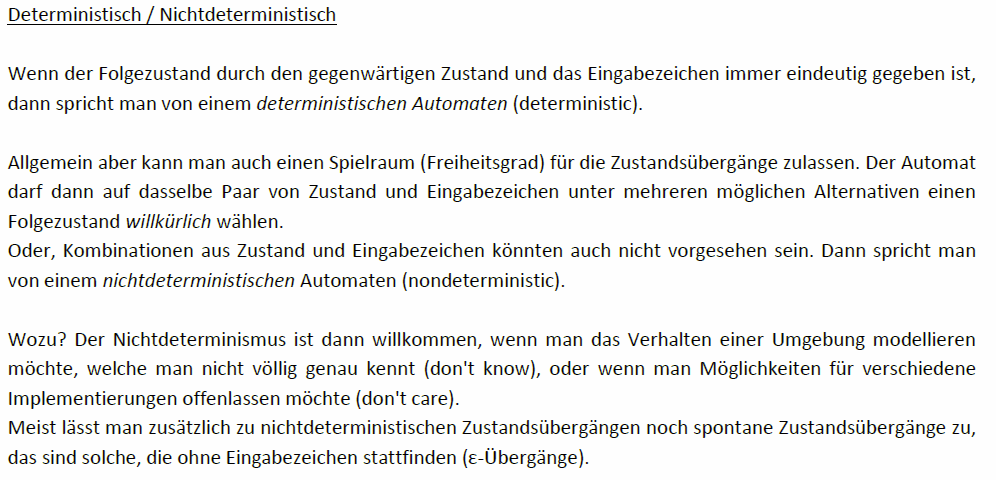 Deterministisch / Nichtdeterministisch
Wenn der Folgezustand durch den gegenwärtigen Zustand und das Eingabezeichen immer eindeutig gegeben ist,
dann spricht man von einem deterministischen Automaten (deterministic).
Allgemein aber kann man auch einen Spielraum (Freiheitsgrad) für die Zustandsübergänge zulassen. Der Automat
darf dann auf dasselbe Paar von Zustand und Eingabezeichen unter mehreren möglichen Alternativen einen
Folgezustand willkürlich wählen.
Oder, Kombinationen aus Zustand und Eingabezeichen könnten auch nicht vorgesehen sein. Dann spricht man
von einem nichtdeterministischen Automaten (nondeterministic).
Wozu? Der Nichtdeterminismus ist dann willkommen, wenn man das Verhalten einer Umgebung modellieren
möchte, welche man nicht völlig genau kennt (don't know), oder wenn man Möglichkeiten für verschiedene
Implementierungen offenlassen möchte (don't care).
Meist lässt man zusätzlich zu nichtdeterministischen Zustandsübergängen noch spontane Zustandsübergänge zu,
das sind solche, die ohne Eingabezeichen stattfinden (ε-Übergänge).